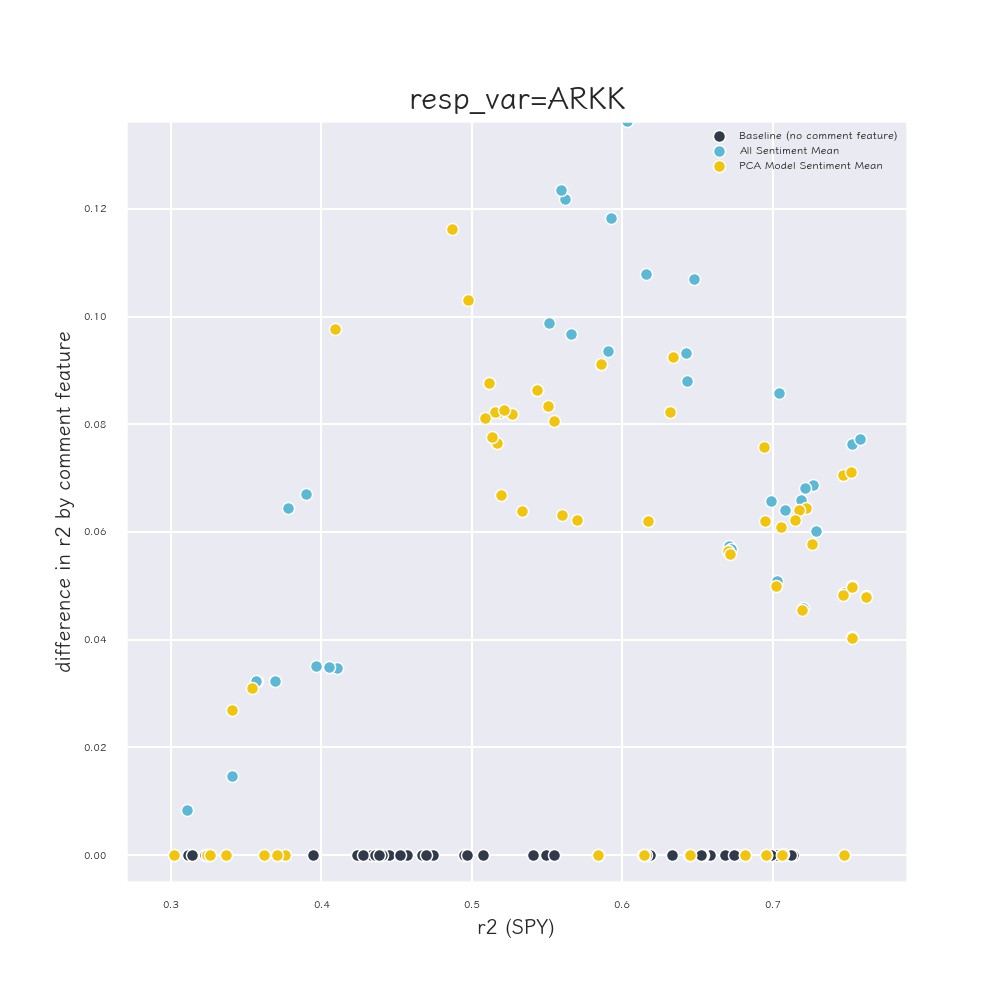 resp_var=ARKK
Baseline (no comment feature)
All Sentiment Mean
PCA Model Sentiment Mean
difference in r2 by comment feature
0.12
0.10
0.08
0.06
0.04
0.02
0.00
0.3
0.4
0.5
0.6
0.7
r2 (SPY)